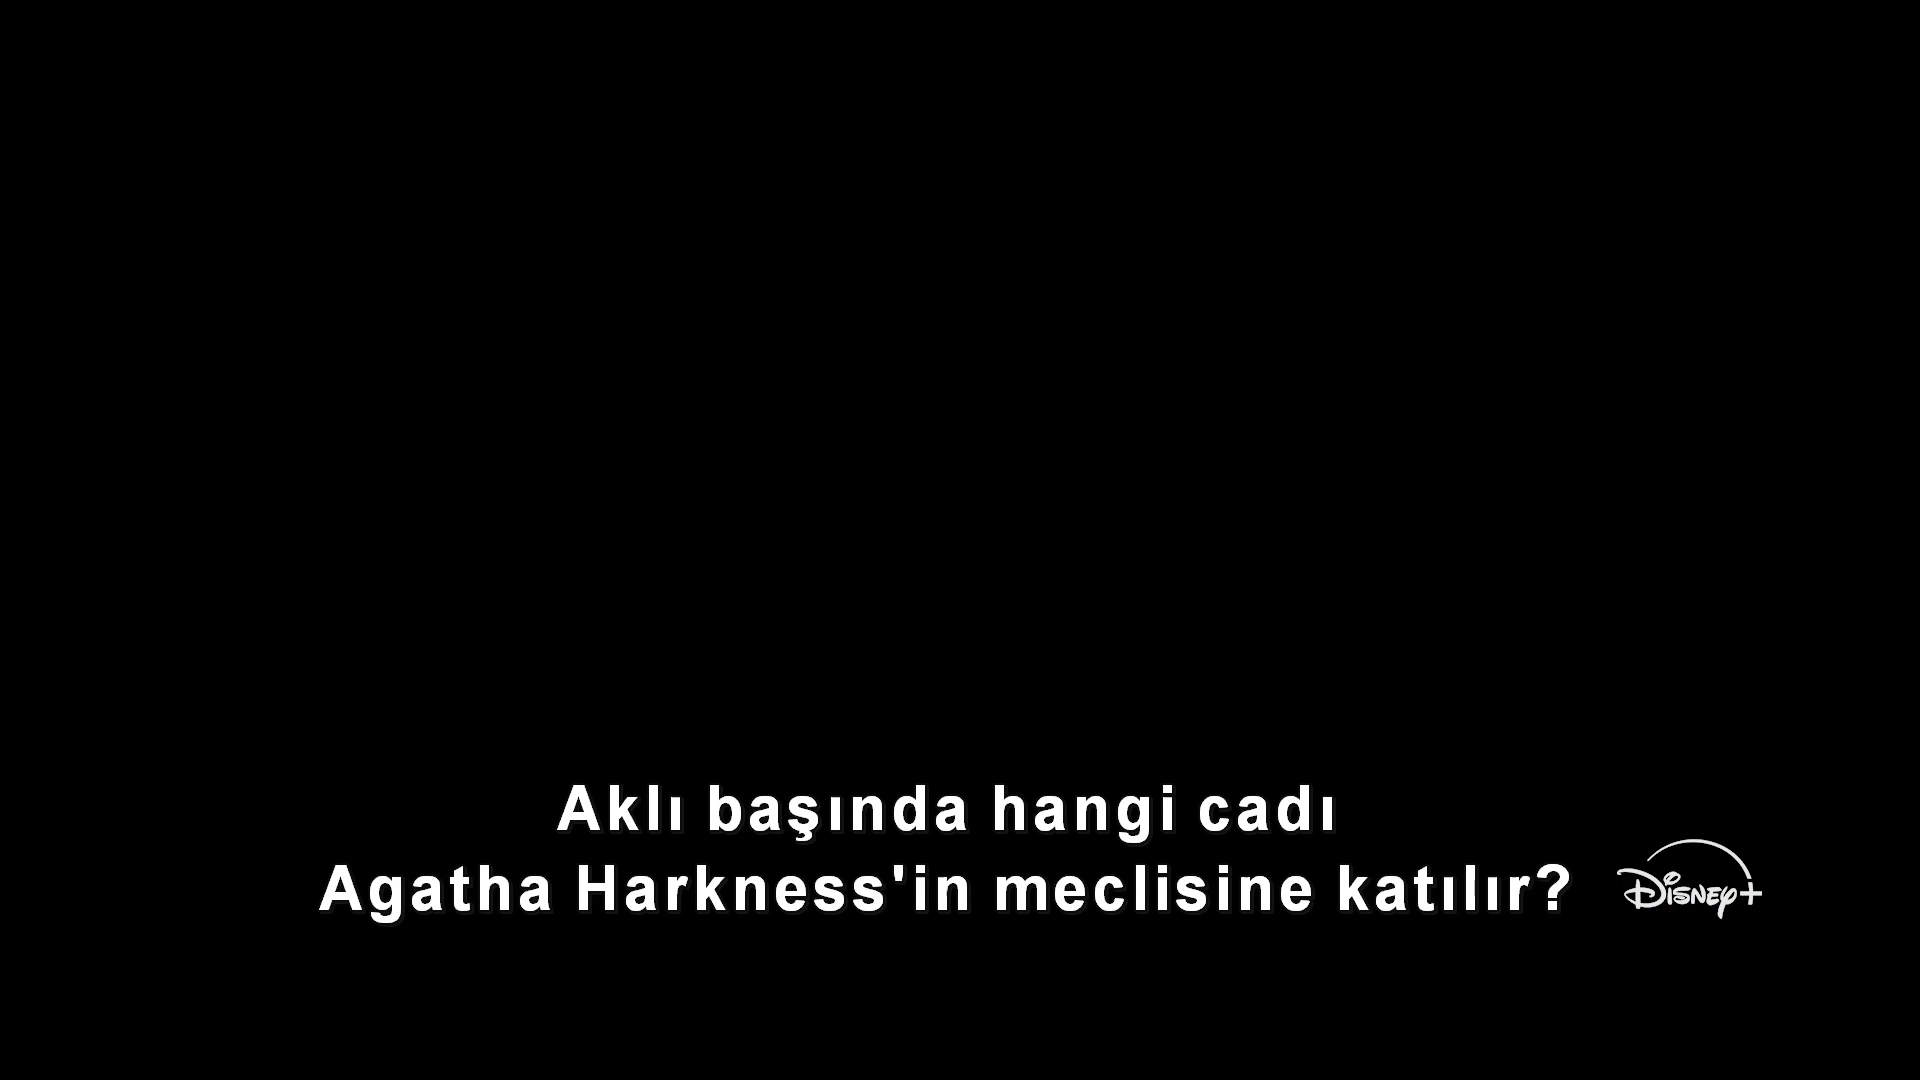 Aklı başında hangi cadı
Agatha Harkness'in meclisine katılır?
Disney+